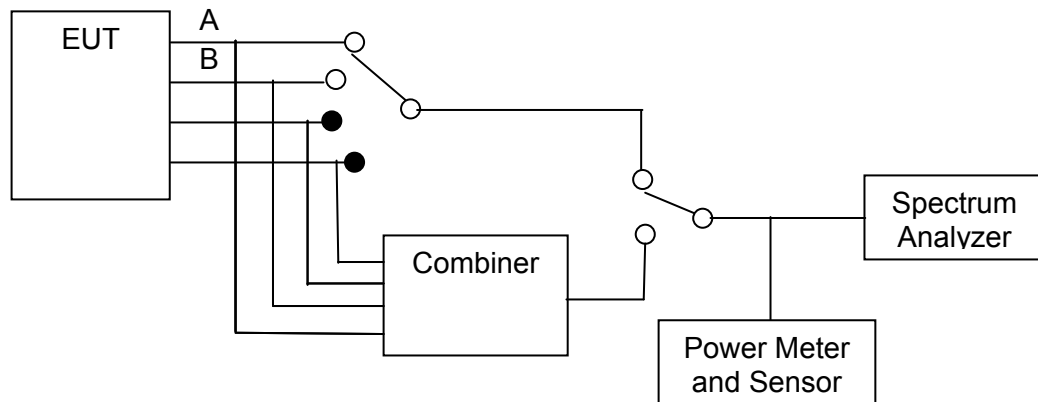 EUT
A
B
Combiner
Spectrum
Analyzer
Power Meter
and Sensor